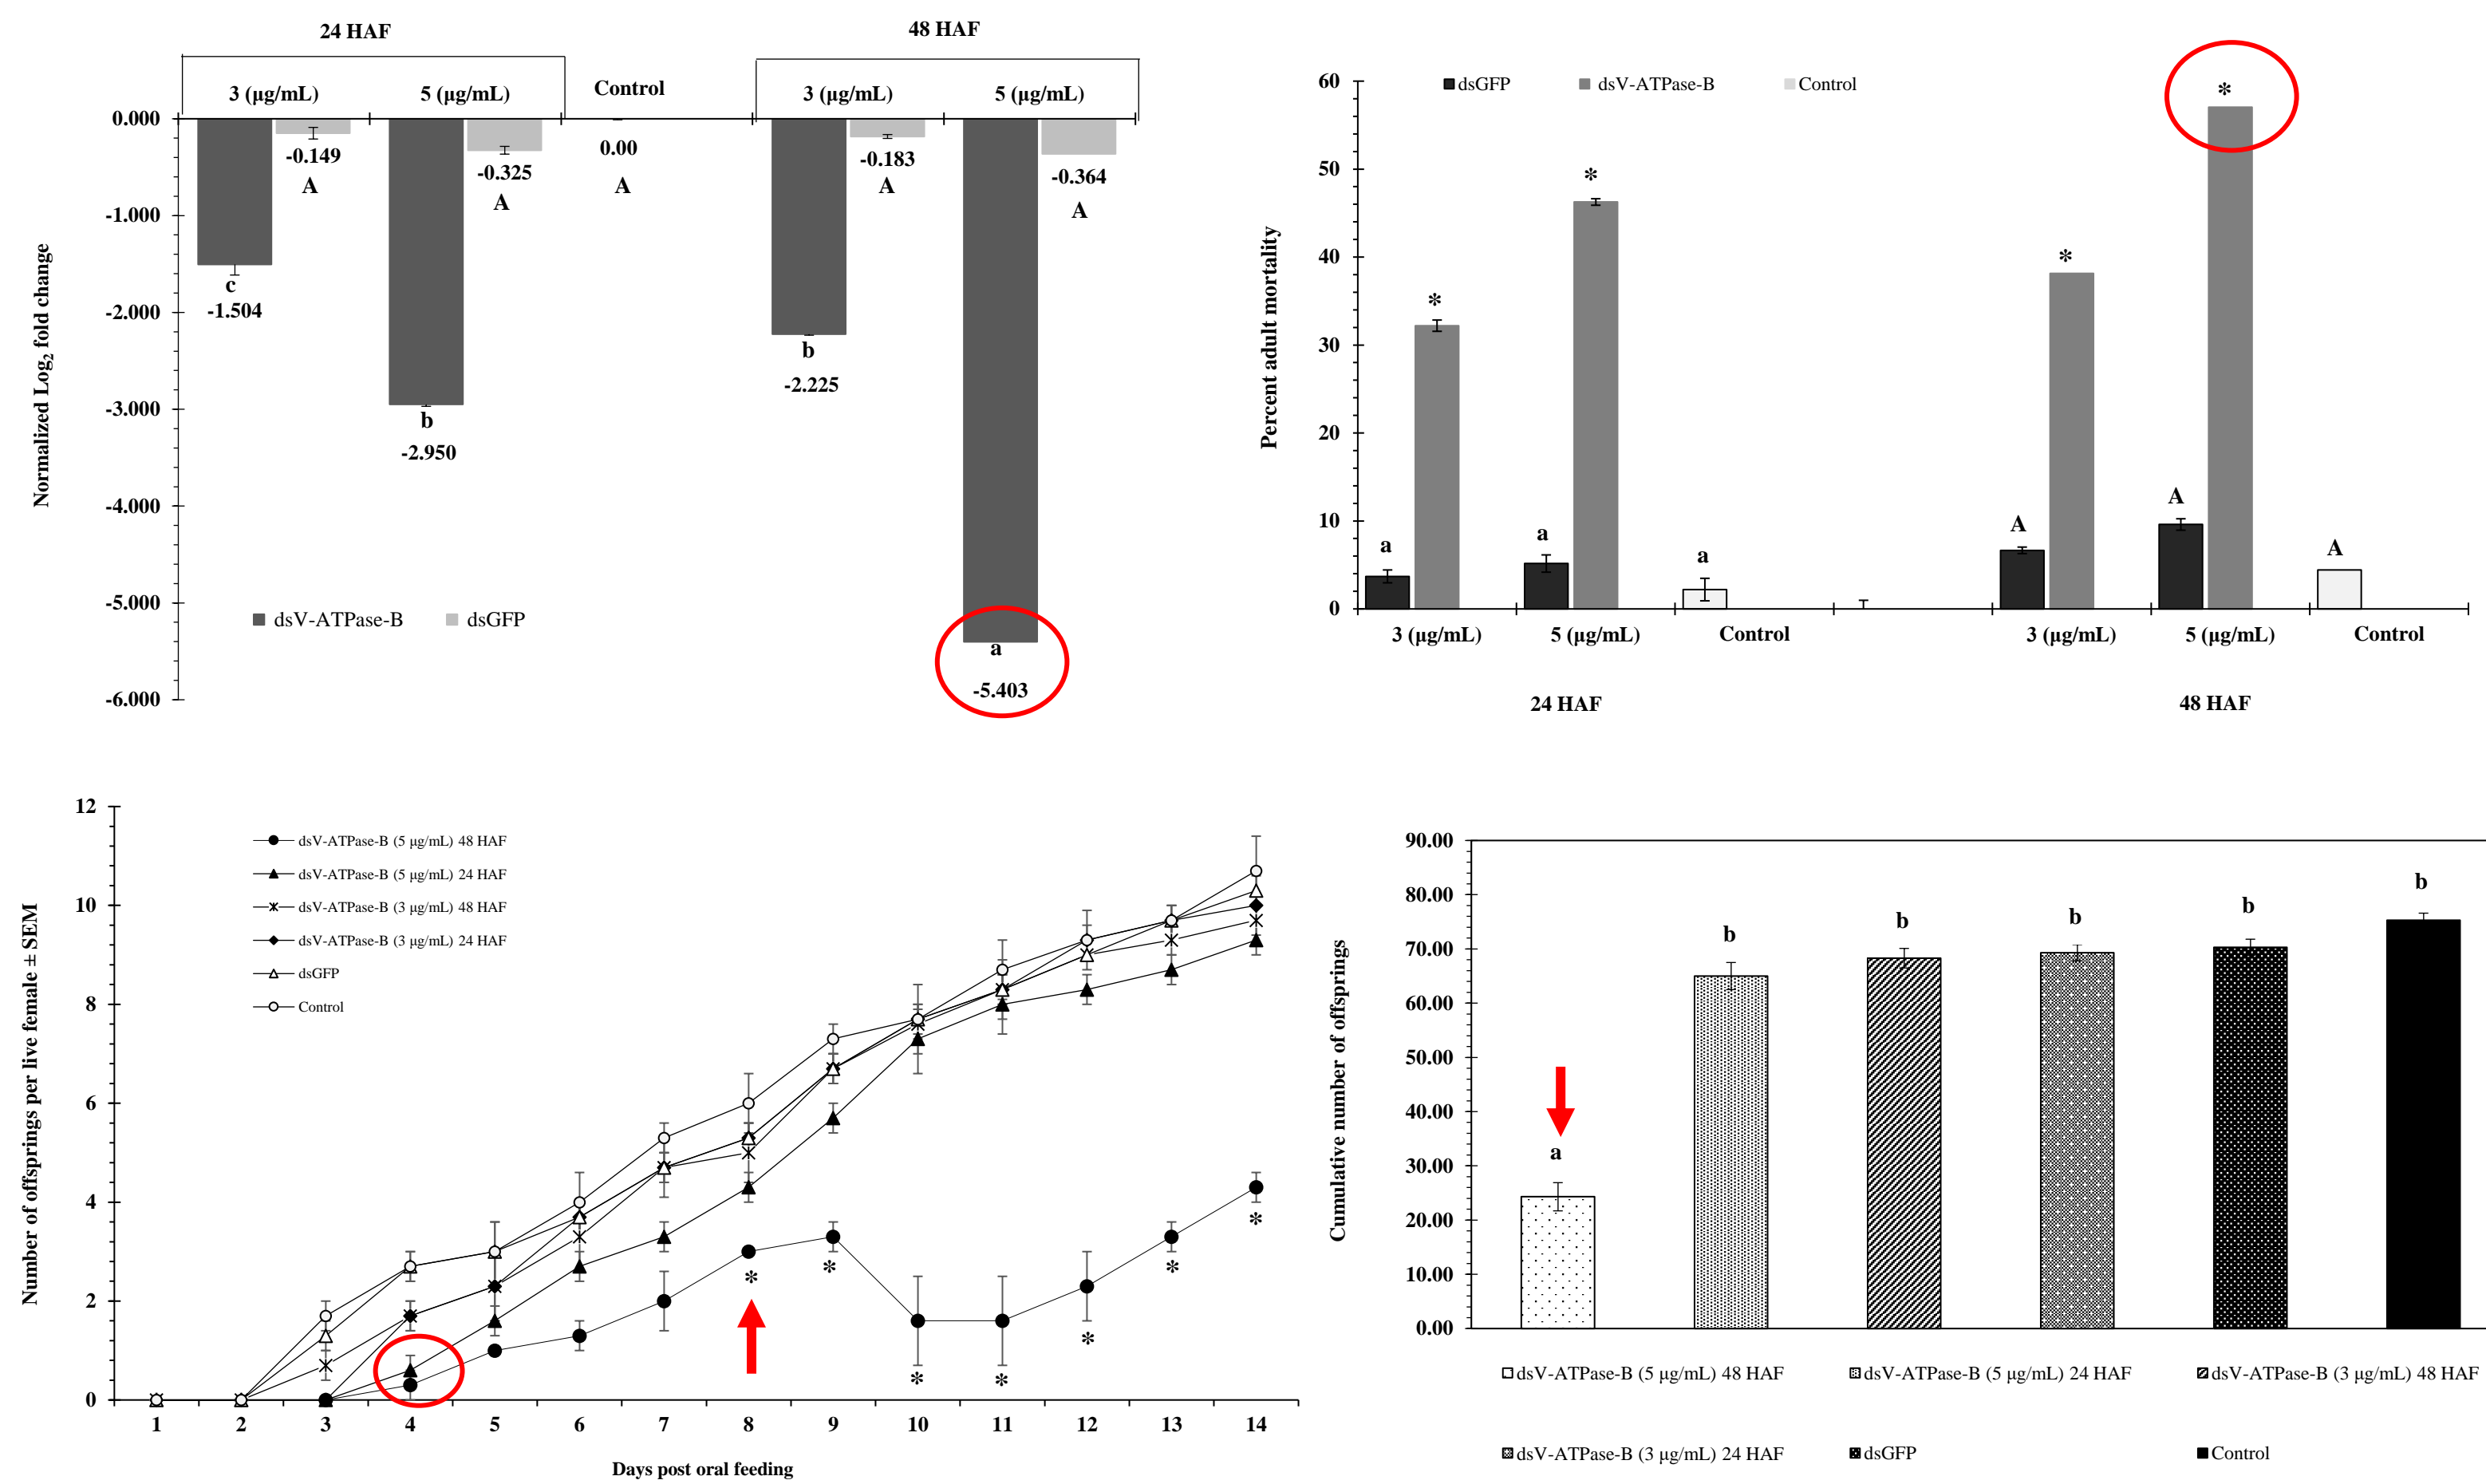 24 HAF
48 HAF
3 (µg/mL)
5 (µg/mL)
Control
3 (µg/mL)
5 (µg/mL)
0.000
-1.000
-2.000
-3.000
-4.000
-5.000
-6.000
Normalized Log₂ fold change
-0.149
A
-0.325
A
0.00
A
-0.183
A
-0.364
A
c
-1.504
b
-2.950
b
-2.225
a
-5.403
dsV-ATPase-B
dsGFP
dsGFP
dsV-ATPase-B
Control
60
50
40
30
20
10
0
Percent adult mortality
a
*
a
*
a
A
*
A
*
A
3 (µg/mL)
5 (µg/mL)
Control
3 (µg/mL)
5 (µg/mL)
Control
24 HAF
48 HAF
12
10
8
6
4
2
0
Number of offsprings per live female ± SEM
dsV-ATPase-B (5 µg/mL) 48 HAF
dsV-ATPase-B (5 µg/mL) 24 HAF
dsV-ATPase-B (3 µg/mL) 48 HAF
dsV-ATPase-B (3 µg/mL) 24 HAF
dsGFP
Control
*
*
*
*
*
*
*
1 2 3 4 5 6 7 8 9 10 11 12 13 14
Days post oral feeding
90.00
80.00
70.00
60.00
50.00
40.00
30.00
20.00
10.00
0.00
Cumulative number of offsprings
a
b
b
b
b
b
dsV-ATPase-B (5 µg/mL) 48 HAF
dsV-ATPase-B (5 µg/mL) 24 HAF
dsV-ATPase-B (3 µg/mL) 48 HAF
dsV-ATPase-B (3 µg/mL) 24 HAF
dsGFP
Control